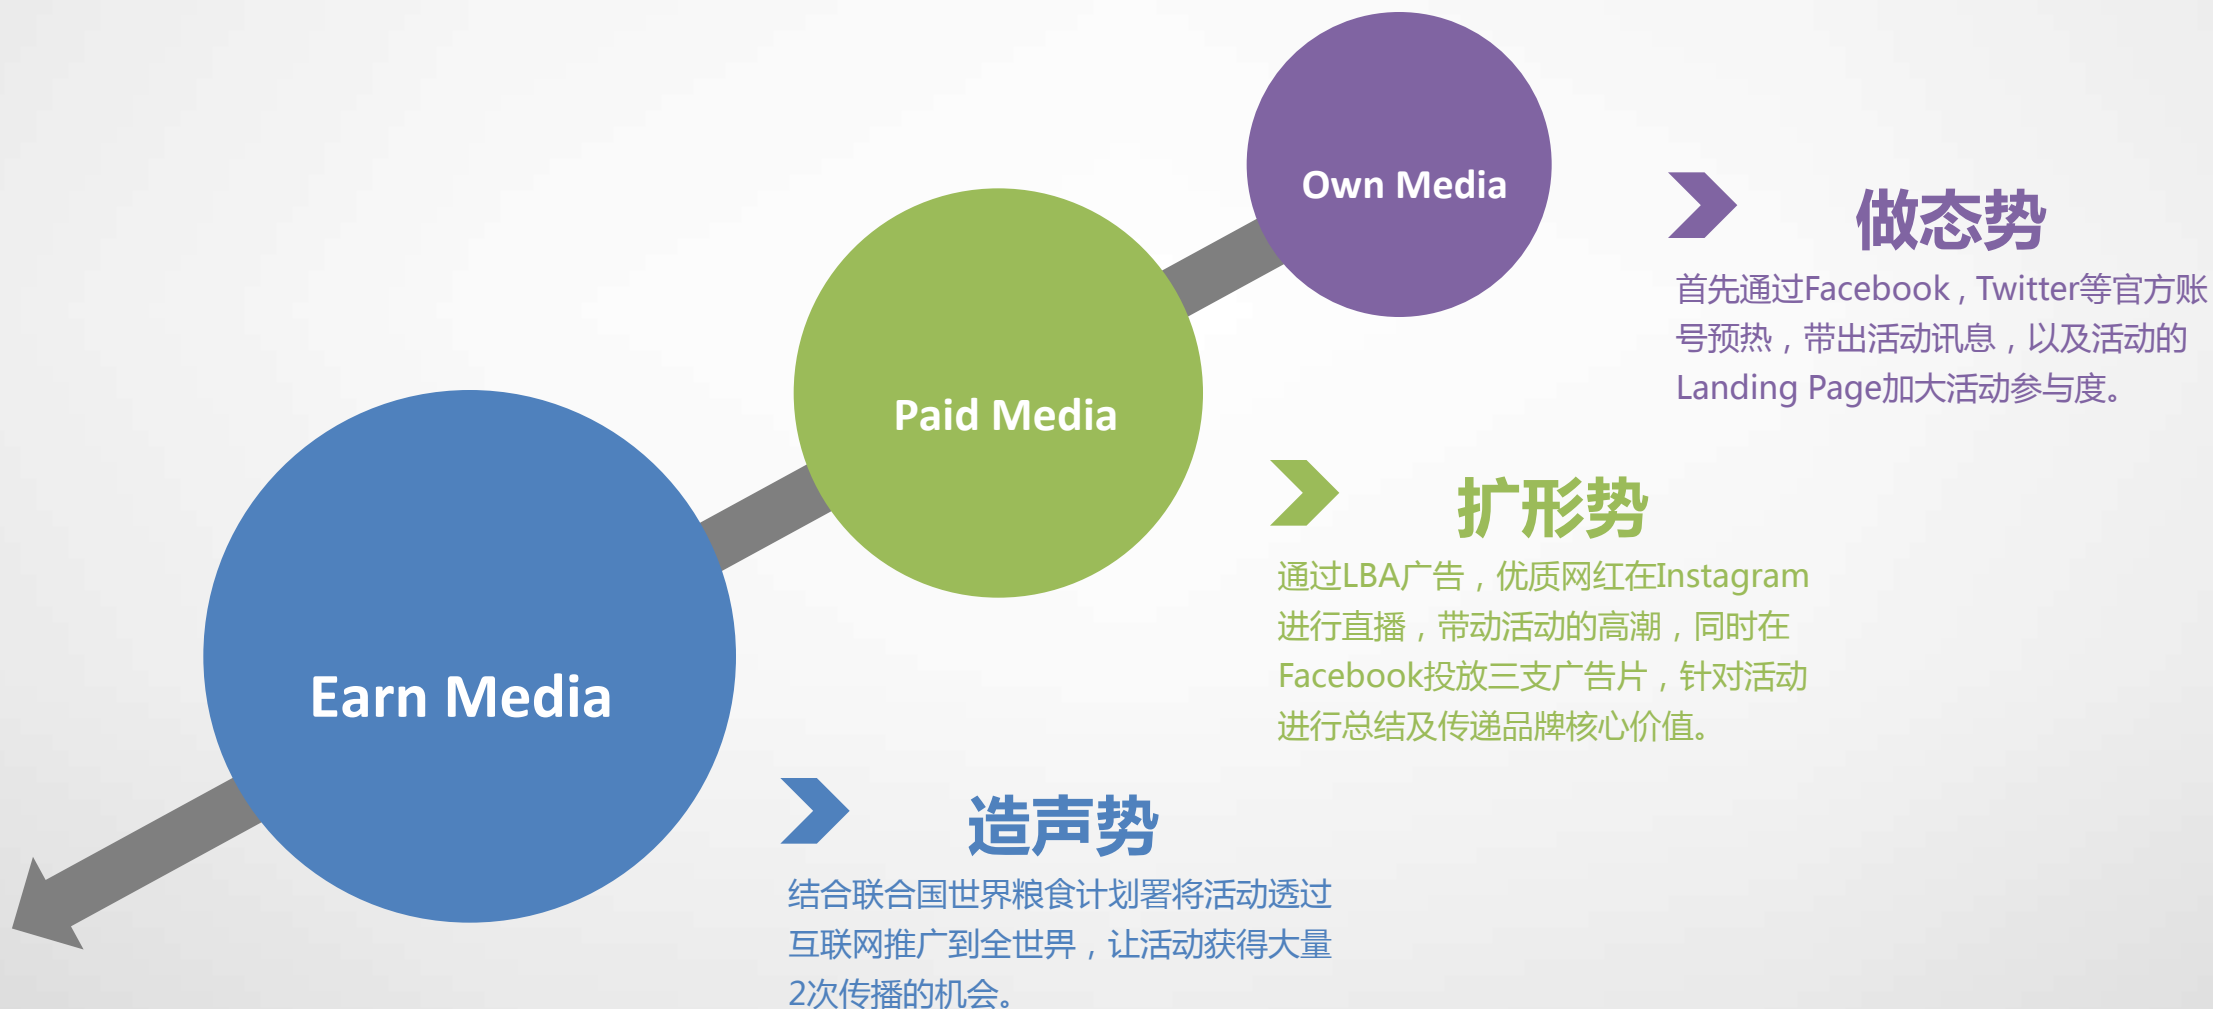 Own Media
做态势
首先通过Facebook，Twitter等官方账
号预热，带出活动讯息，以及活动的
Landing Page加大活动参与度。
Paid Media
扩形势
通过LBA广告，优质网红在Instagram
进行直播，带动活动的高潮，同时在
Facebook投放三支广告片，针对活动
进行总结及传递品牌核心价值。
Earn Media
造声势
结合联合国世界粮食计划署将活动透过
互联网推广到全世界，让活动获得大量
2次传播的机会。